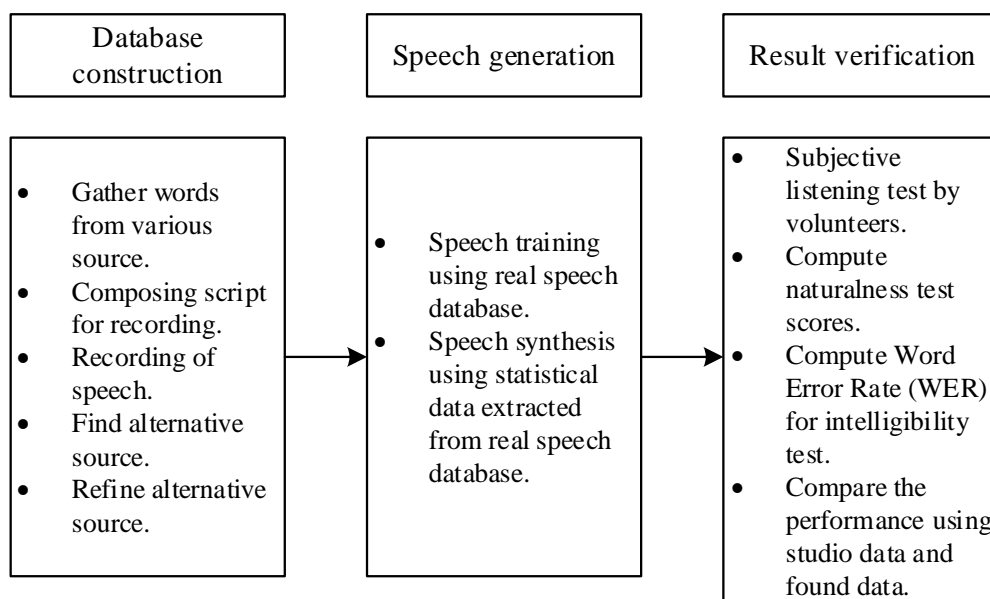 Database
construction
Speech generation
Result verification
• Gather words
from various
source.
• Composing script
for recording.
• Recording of
speech.
• Find alternative
source.
• Refine alternative
source.
• Speech training
using real speech
database.
• Speech synthesis
using statistical
data extracted
from real speech
database.
• Subjective
listening test by
volunteers.
• Compute
naturalness test
scores.
• Compute Word
Error Rate (WER)
for intelligibility
test.
• Compare the
performance using
studio data and
found data.